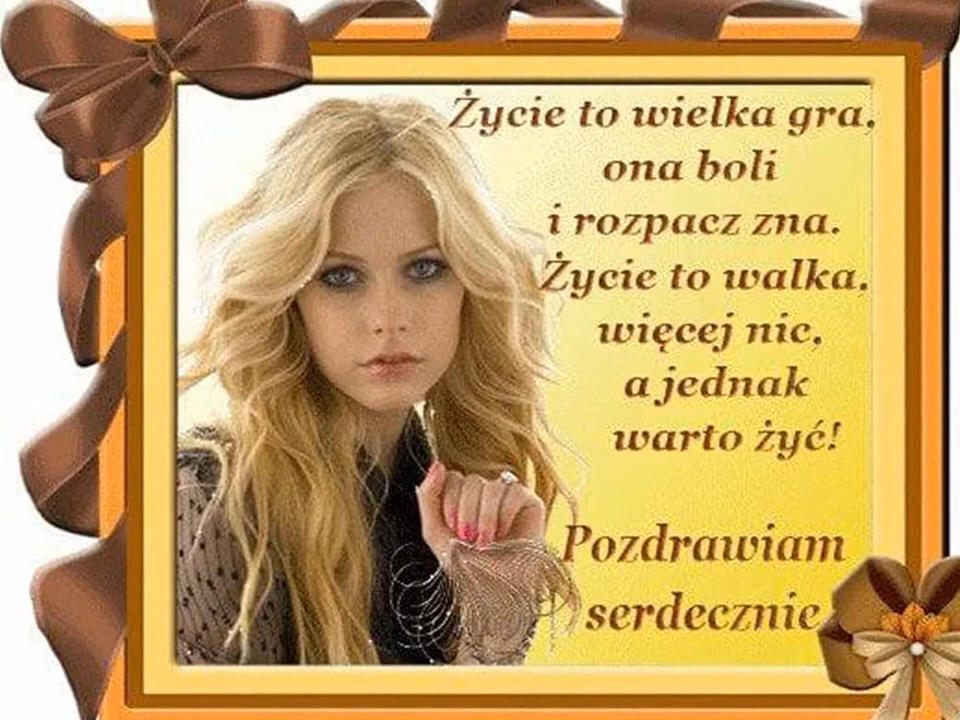 Życie to wielka gra,
ona boli
i rozpacz zna.
Życie to walka,
więcej nic,
a jednak
warto żyć!
Pozdrawiam
serdecznie